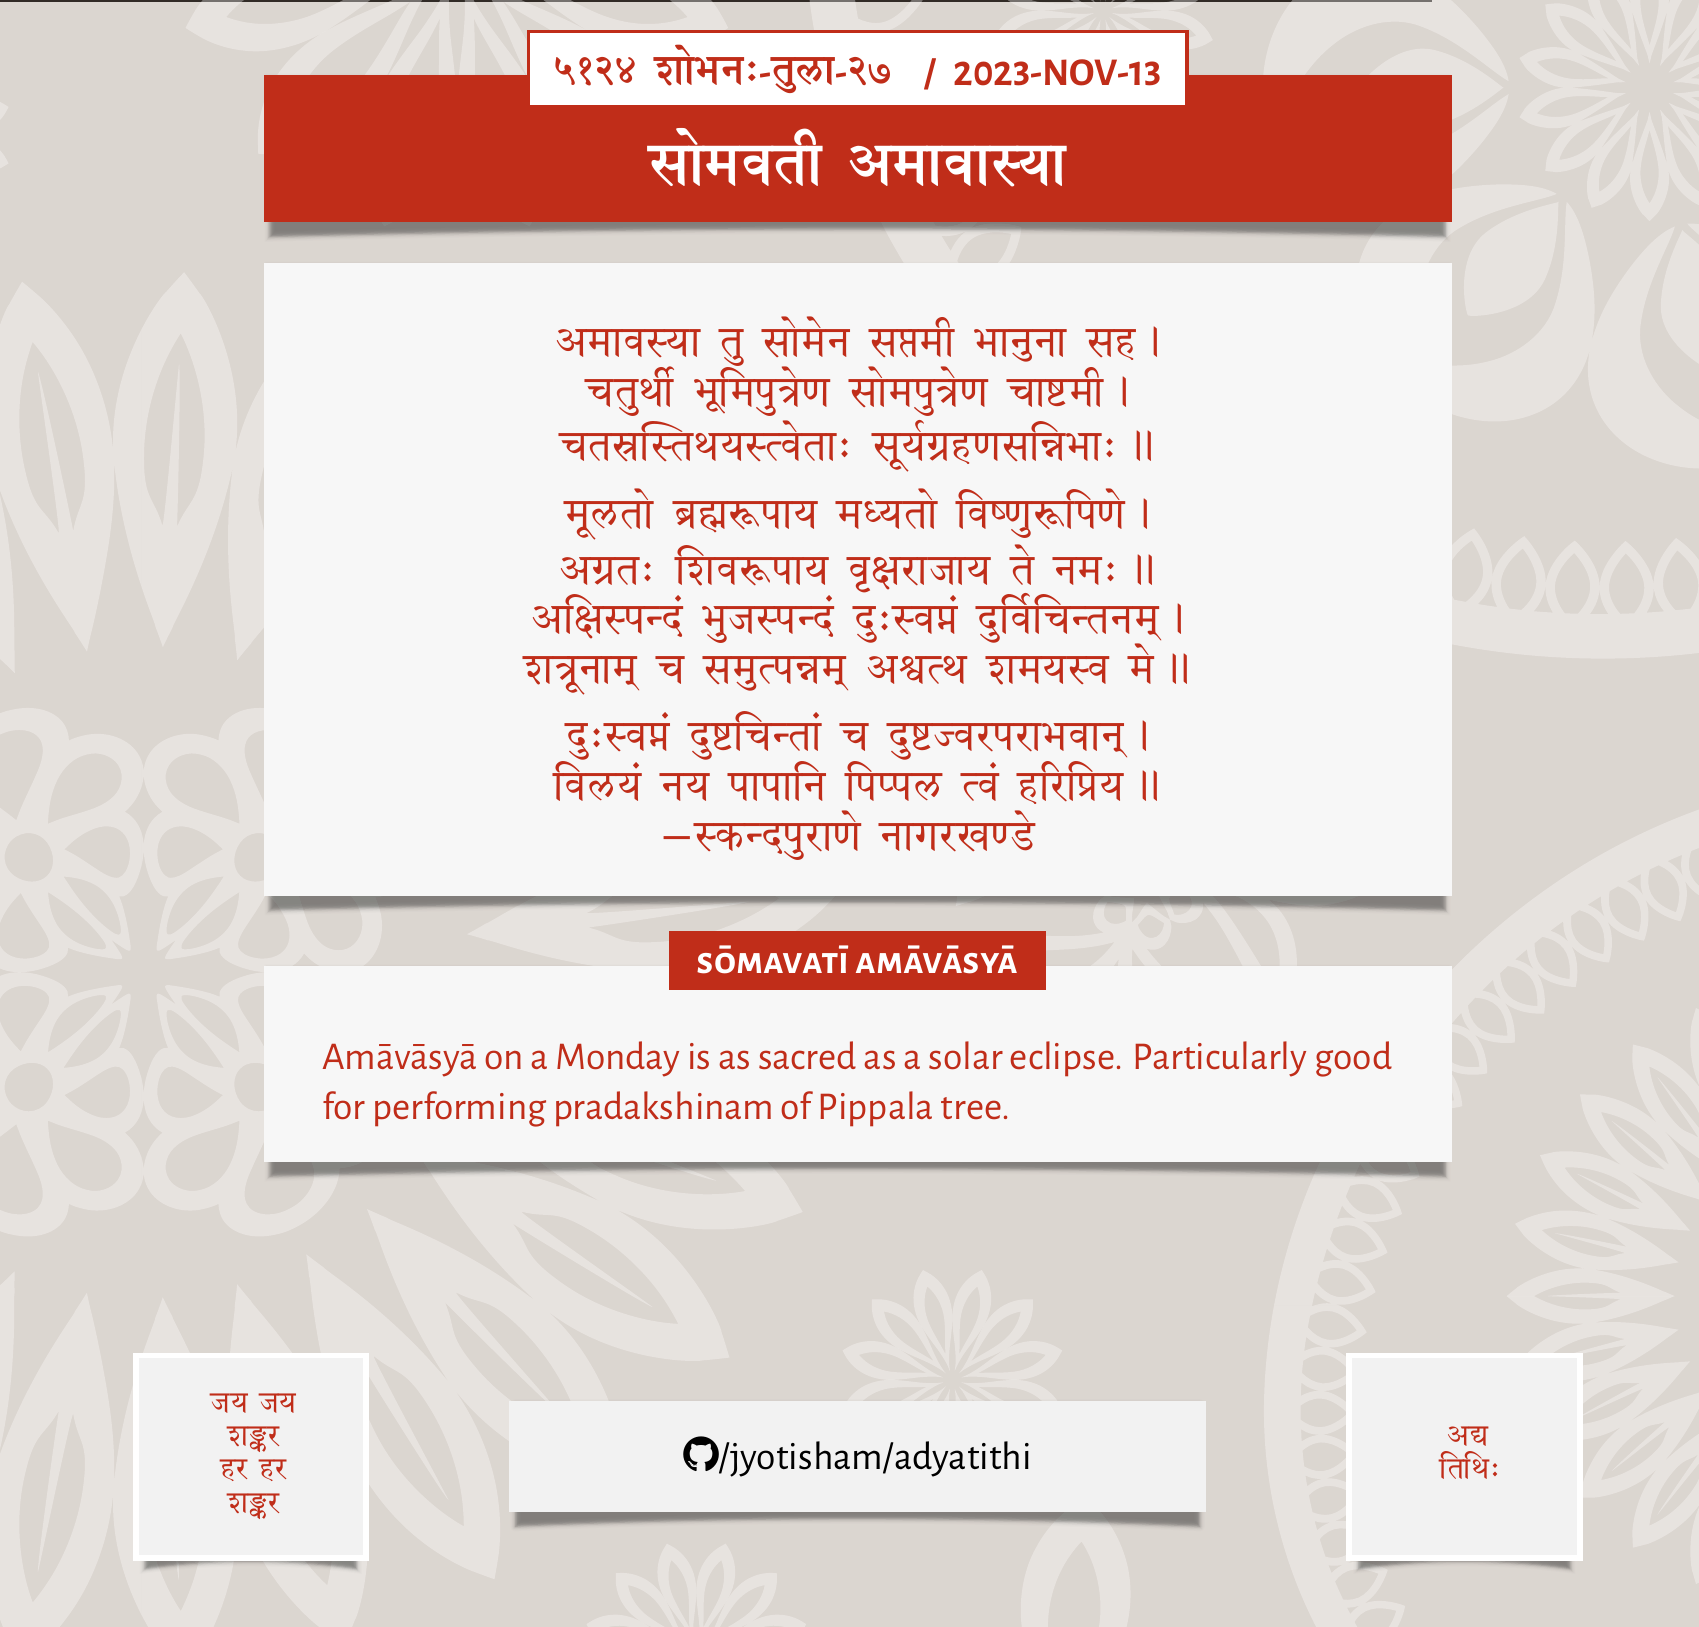 ५१२४ शोभनः-तुला-२७ / 2023-NOV-13
सोमवती अमावास्या
अमावस्या तु सोमेन सप्तमी भानुना सह ।
चतुर्थी भूमिपुत्रेण सोमपुत्रेण चाष्टमी ।
चतस्रस्तिथयस्त्वेताः सूर्यग्रहणसन्निभाः ॥
मूलतो ब्रह्मरूपाय मध्यतो विष्णुरूपिणे ।
अग्रतः शिवरूपाय वृक्षराजाय ते नमः ॥
अक्षिस्पन्दं भुजस्पन्दं दुःस्वप्नं दुर्विचिन्तनम् ।
शत्रूनाम् च समुत्पन्नम् अश्वत्थ शमयस्व मे ॥
दुःस्वप्नं दुष्टचिन्तां च दुष्टज्वरपराभवान् ।
विलयं नय पापानि पिप्पल त्वं हरिप्रिय ॥
—स्कन्दपुराणे नागरखण्डे
SŌMAVATĪ AMĀVĀSYĀ
Amāvāsyā on a Monday is as sacred as a solar eclipse. Particularly good
for performing pradakshinam of Pippala tree.
जय जय
शङ्कर
हर हर
शङ्कर
/jyotisham/adyatithi
अद्य
तिथिः